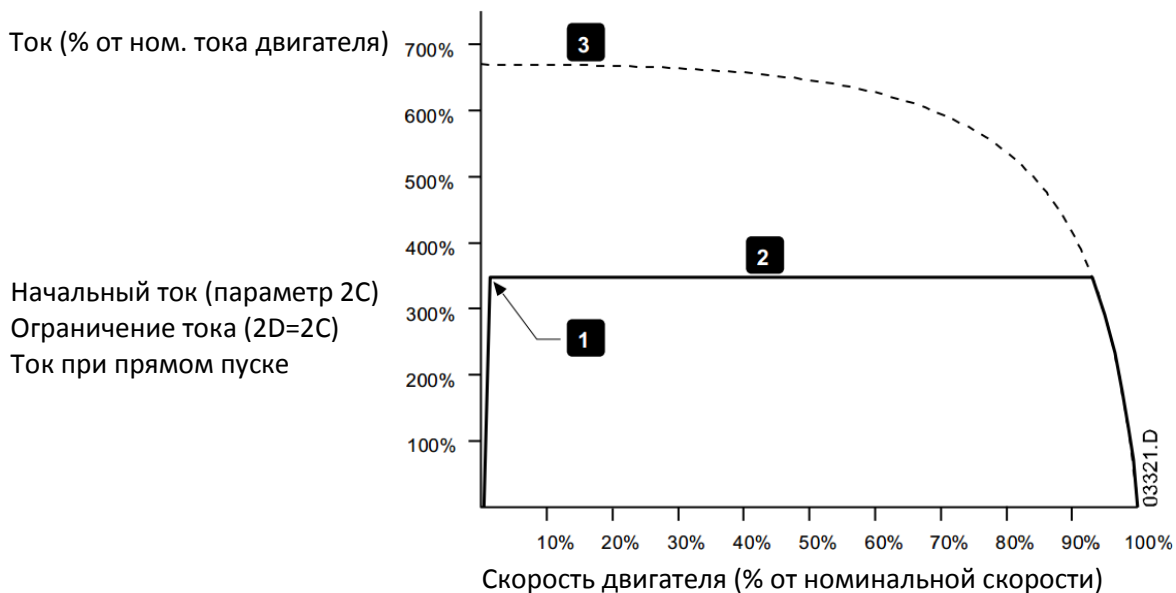 Ток (% от ном. тока двигателя)
700%
3
600%
500%
400%
2
Начальный ток (параметр 2C)
300%
Ограничение тока (2D=2C)
1
Ток при прямом пуске
200%
100%
03321.D
10% 20% 30% 40% 50% 60% 70% 80% 90% 100%
Скорость двигателя (% от номинальной скорости)